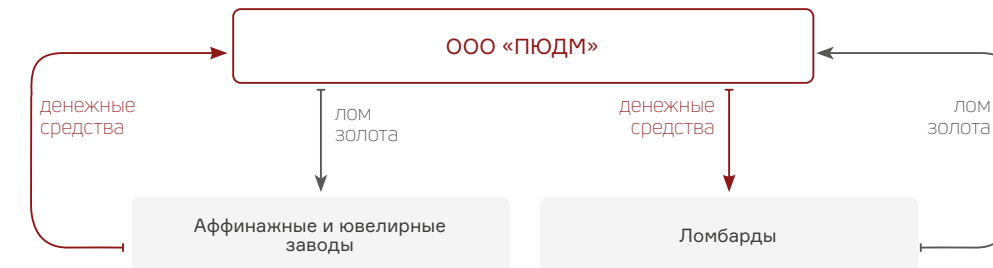 ООО «ПЮДМ»
денежные
средства
лом
золота
денежные
средства
лом
золота
Аффинажные и ювелирные
заводы
Ломбарды